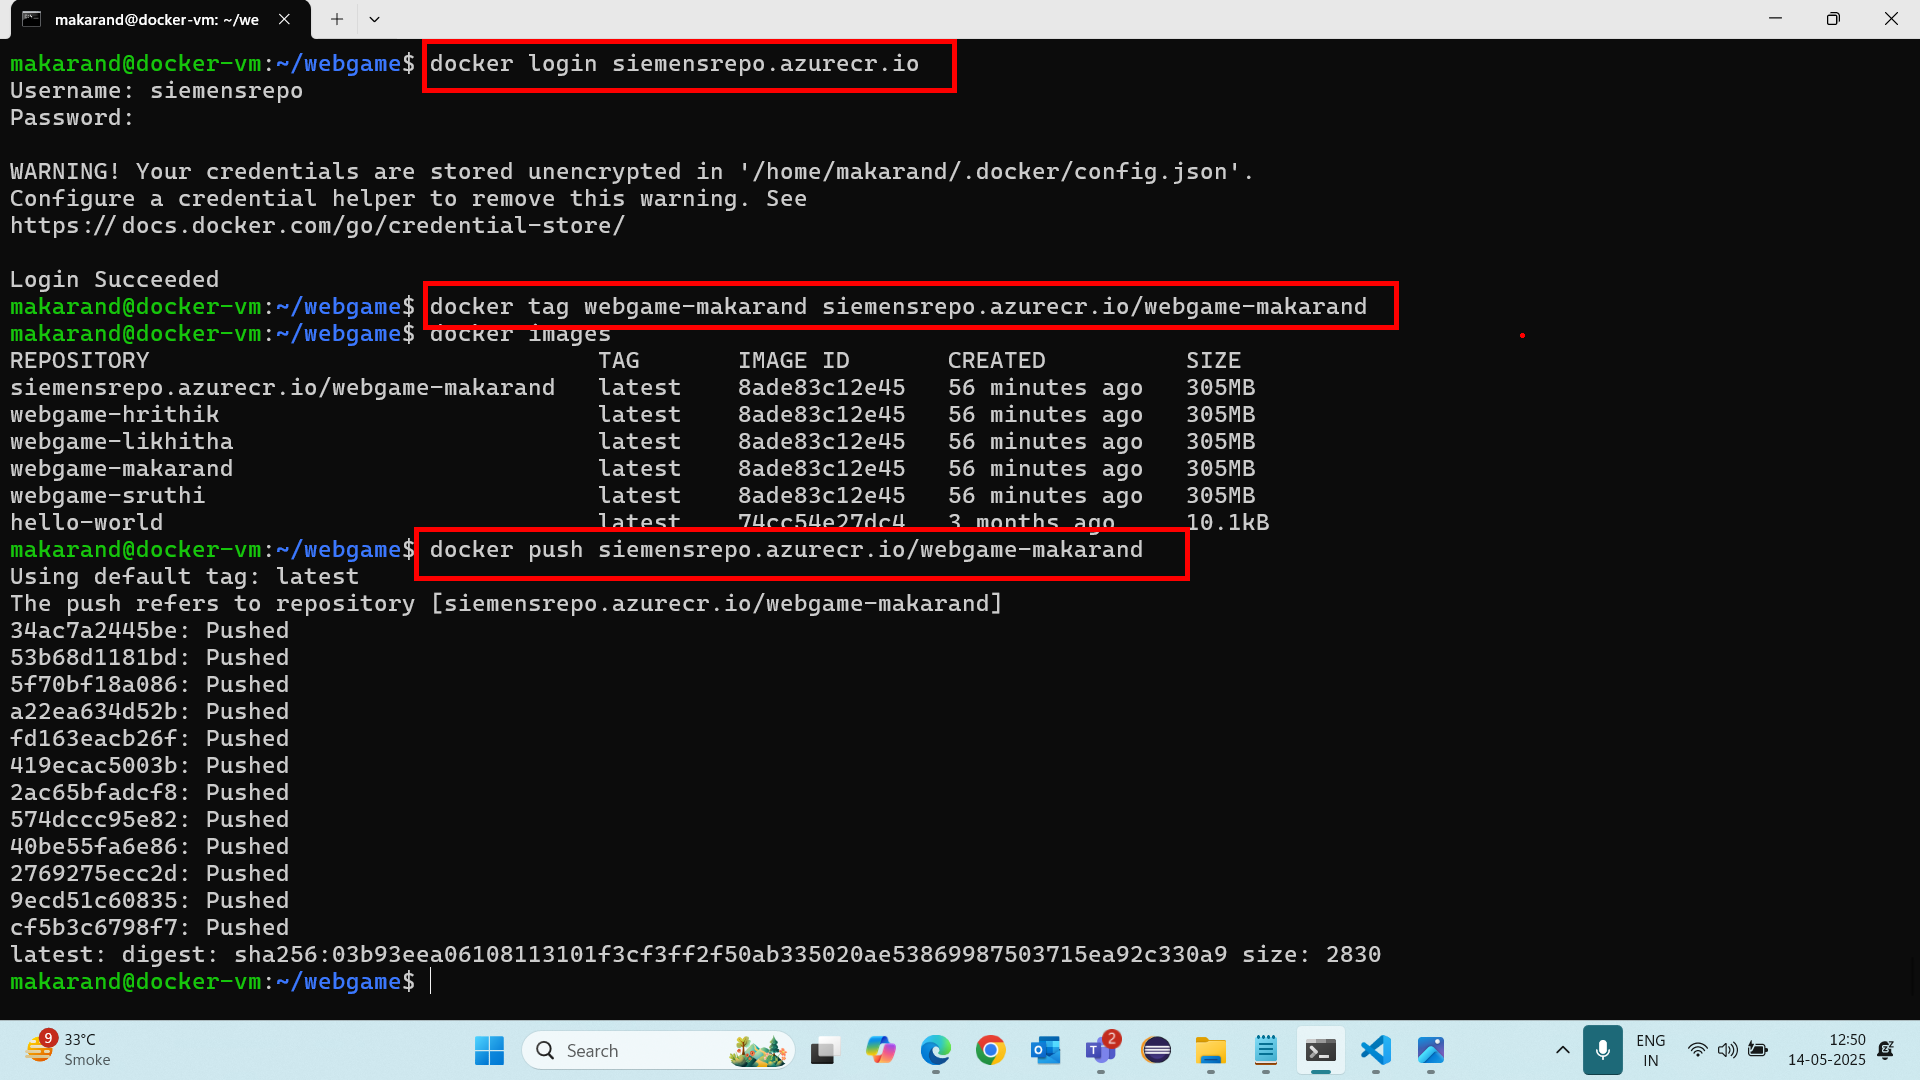 makarand@docker-vm: ~/we
makarand@docker-vm:~/webgame$ docker login siemensrepo.azurecr.io
Username: siemensrepo
Password:
WARNING! Your credentials are stored unencrypted in '/home/makarand/.docker/config.json'.
Configure a credential helper to remove this warning. See
https://docs.docker.com/go/credential-store/
Login Succeeded
makarand@docker-vm:~/webgame$ docker tag webgame-makarand siemensrepo.azurecr.io/webgame-makarand
makarand@docker-vm:~/webgame$ docker images
REPOSITORY TAG IMAGE ID CREATED SIZE
siemensrepo.azurecr.io/webgame-makarand latest 8ade83c12e45 56 minutes ago 305MB
webgame-hrithik latest 8ade83c12e45 56 minutes ago 305MB
webgame-likhitha latest 8ade83c12e45 56 minutes ago 305MB
webgame-makarand latest 8ade83c12e45 56 minutes ago 305MB
webgame-sruthi latest 8ade83c12e45 56 minutes ago 305MB
hello-world latest 74cc54e27dc4 3 months ago 10.1kB
makarand@docker-vm:~/webgame$ docker push siemensrepo.azurecr.io/webgame-makarand
Using default tag: latest
The push refers to repository [siemensrepo.azurecr.io/webgame-makarand]
34ac7a2445be: Pushed
53b68d1181bd: Pushed
5f70bf18a086: Pushed
a22ea634d52b: Pushed
fd163eacb26f: Pushed
419ecac5003b: Pushed
2ac65bfadcf8: Pushed
574dccc95e82: Pushed
40be55fa6e86: Pushed
2769275ecc2d: Pushed
9ecd51c60835: Pushed
cf5b3c6798f7: Pushed
latest: digest: sha256:03b93eea06108113101f3cf3ff2f50ab335020ae53869987503715ea92c330a9 size: 2830
makarand@docker-vm:~/webgame$
9
33°C
Smoke
Search
2
ENG
IN
12:50
14-05-2025